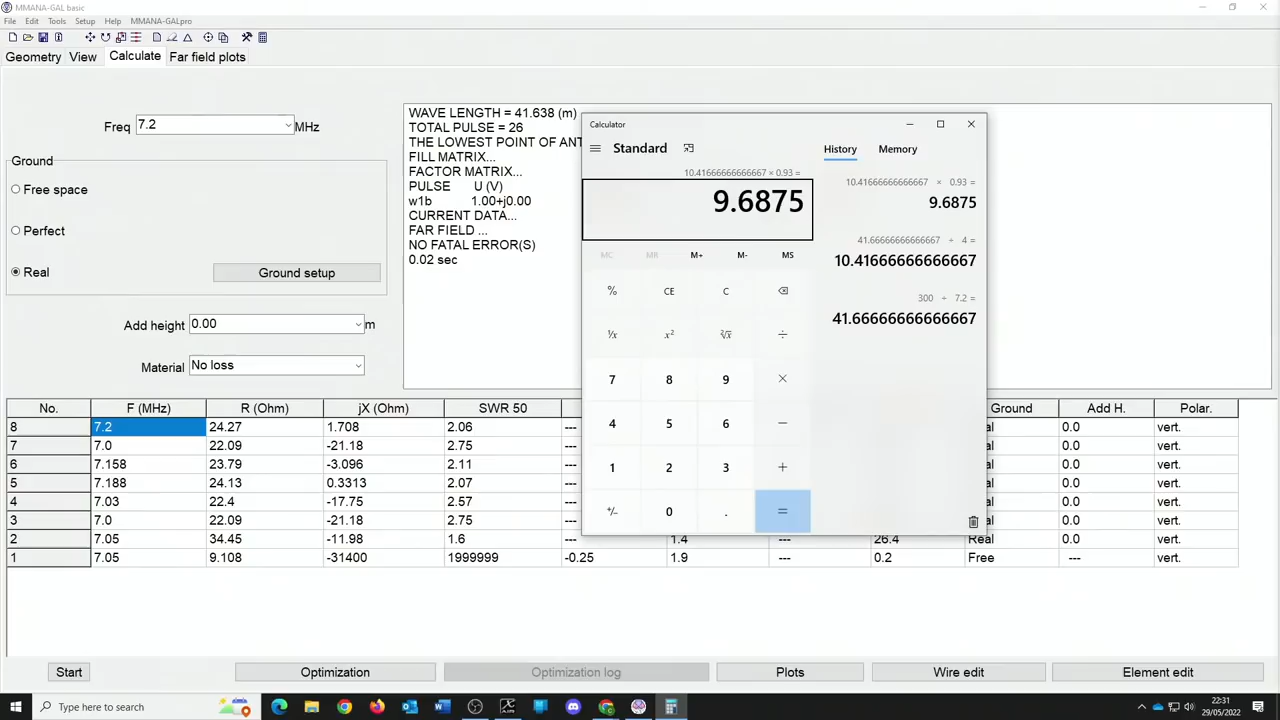 MMANA-GAL basic
File Edit Tools Setup Help MMANA-GALpro
Geometry View Calculate Far field plots
Freq 7.2 MHz
Ground
Free space
Perfect
Real Ground setup
Add height 0.00 m
Material No loss
WAVE LENGTH = 41.638 (m)
TOTAL PULSE = 26
THE LOWEST POINT OF ANT
FILL MATRIX...
FACTOR MATRIX...
PULSE U (V)
w1b 1.00+j0.00
CURRENT DATA...
FAR FIELD ...
NO FATAL ERROR(S)
0.02 sec
Calculator
Standard
10.41666666666667 × 0.93 =
9.6875
MC MR M+ M- MS
% CE C
⅟x x² ²√x ÷
7 8 9 ×
4 5 6 −
1 2 3 +
+/− 0 . =
History Memory
10.41666666666667 × 0.93 =
9.6875
41.66666666666667 ÷ 4 =
10.41666666666667
300 ÷ 7.2 =
41.66666666666667
No. F (MHz) R (Ohm) jX (Ohm) SWR 50 Ground Add H. Polar.
8 7.2 24.27 1.708 2.06 --- al 0.0 vert.
7 7.0 22.09 -21.18 2.75 --- al 0.0 vert.
6 7.158 23.79 -3.096 2.11 --- al 0.0 vert.
5 7.188 24.13 0.3313 2.07 --- al 0.0 vert.
4 7.03 22.4 -17.75 2.57 --- al 0.0 vert.
3 7.0 22.09 -21.18 2.75 --- al 0.0 vert.
2 7.05 34.45 -11.98 1.6 --- 1.4 --- 26.4 Real 0.0 vert.
1 7.05 9.108 -31400 1999999 -0.25 1.9 --- 0.2 Free --- vert.
Start Optimization Optimization log Plots Wire edit Element edit
Type here to search
22:31
29/05/2022